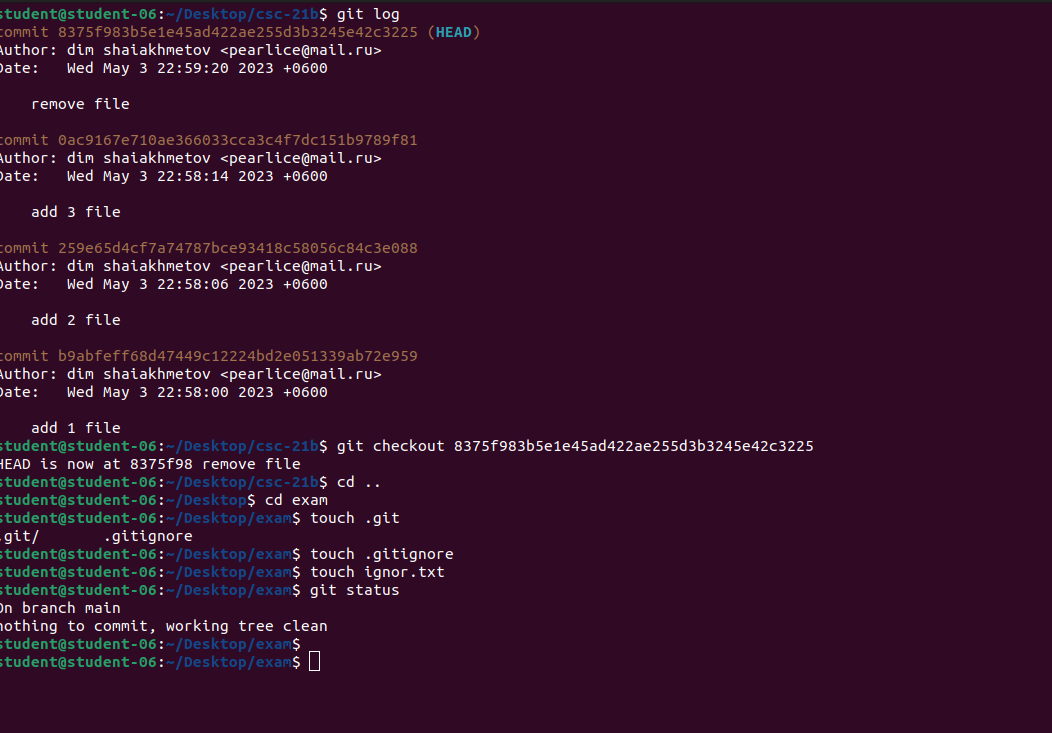 student@student-06:~/Desktop/csc-21b$ git log
commit 8375f983b5e1e45ad422ae255d3b3245e42c3225 (HEAD)
Author: dim shaiakhmetov <pearlice@mail.ru>
Date:   Wed May 3 22:59:20 2023 +0600
    remove file
commit 0ac9167e710ae366033cca3c4f7dc151b9789f81
Author: dim shaiakhmetov <pearlice@mail.ru>
Date:   Wed May 3 22:58:14 2023 +0600
    add 3 file
commit 259e65d4cf7a74787bce93418c58056c84c3e088
Author: dim shaiakhmetov <pearlice@mail.ru>
Date:   Wed May 3 22:58:06 2023 +0600
    add 2 file
commit b9abfeff68d47449c12224bd2e051339ab72e959
Author: dim shaiakhmetov <pearlice@mail.ru>
Date:   Wed May 3 22:58:00 2023 +0600
    add 1 file
student@student-06:~/Desktop/csc-21b$ git checkout 8375f983b5e1e45ad422ae255d3b3245e42c3225
HEAD is now at 8375f98 remove file
student@student-06:~/Desktop/csc-21b$ cd ..
student@student-06:~/Desktop$ cd exam
student@student-06:~/Desktop/exam$ touch .git
.git/       .gitignore
student@student-06:~/Desktop/exam$ touch .gitignore
student@student-06:~/Desktop/exam$ touch ignor.txt
student@student-06:~/Desktop/exam$ git status
On branch main
nothing to commit, working tree clean
student@student-06:~/Desktop/exam$
student@student-06:~/Desktop/exam$